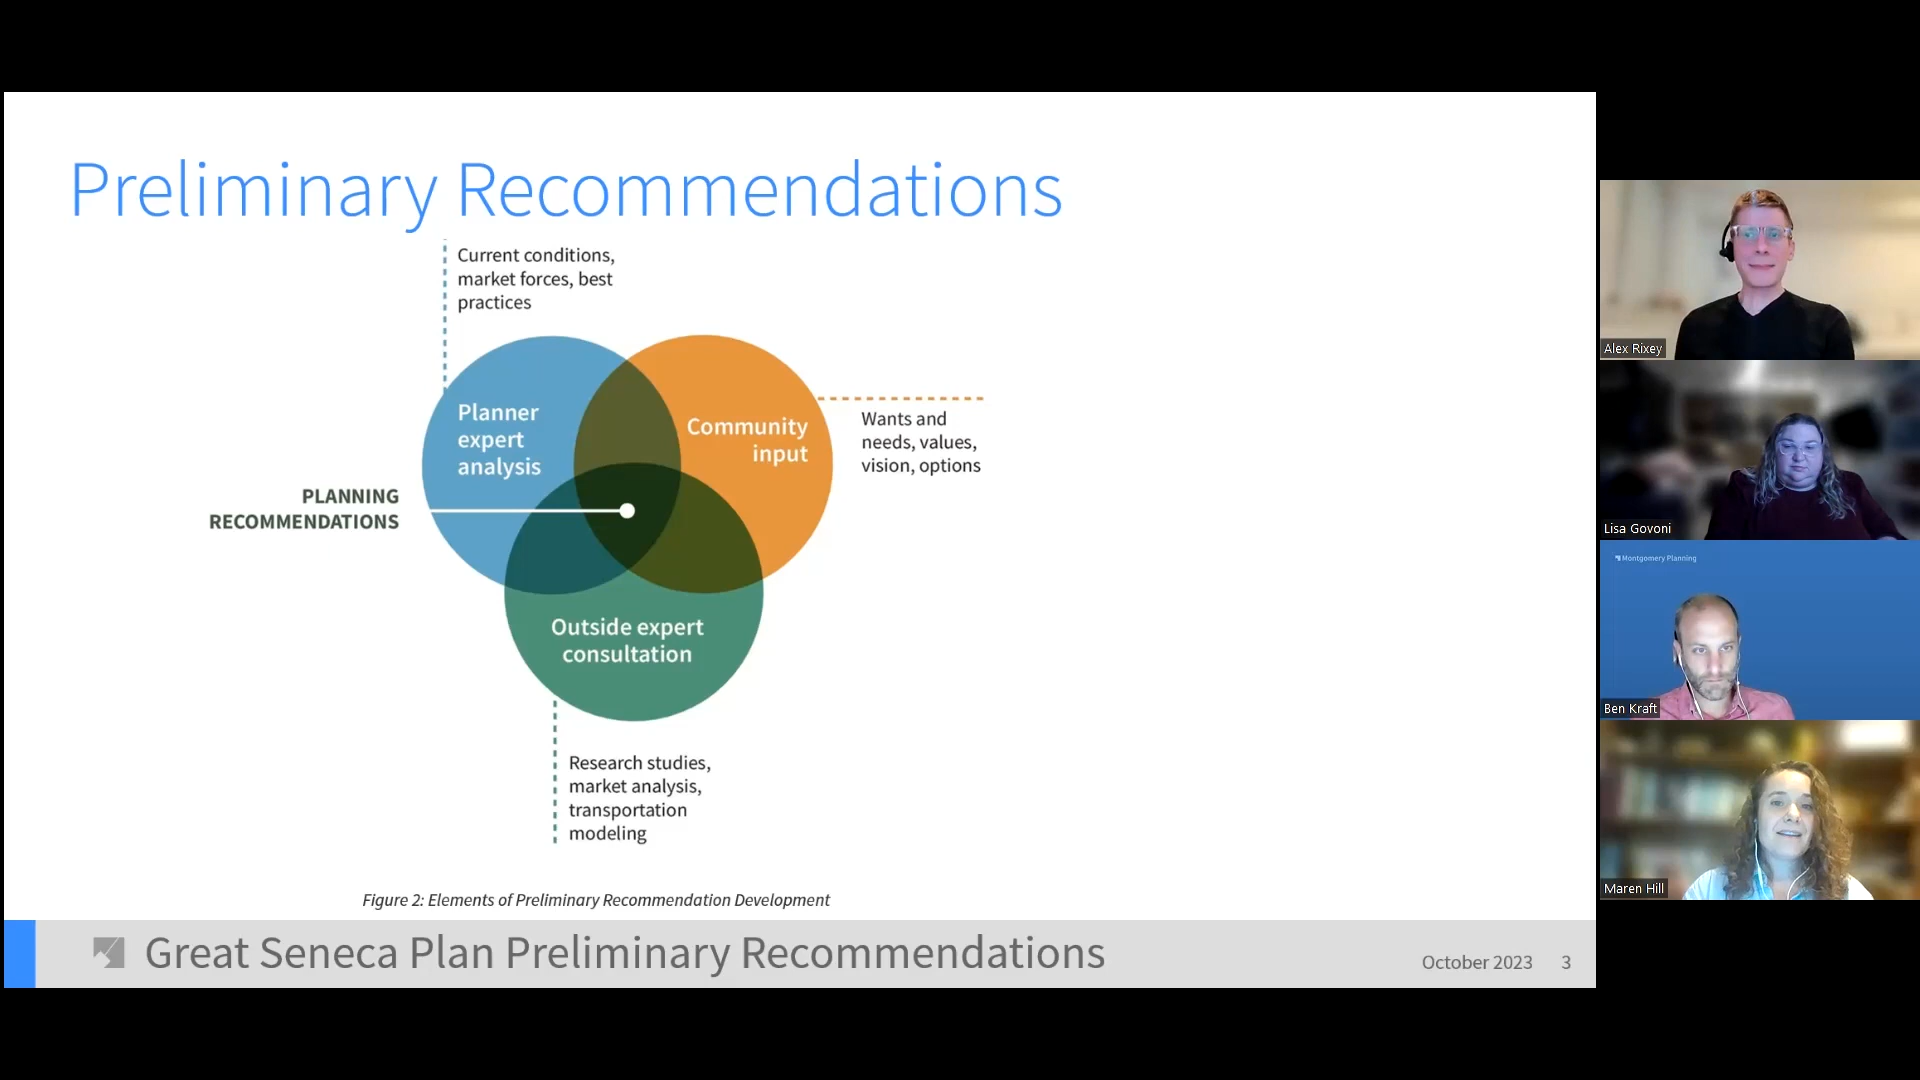 Preliminary Recommendations
Current conditions,
market forces, best
practices
Planner
expert
analysis
Community
input
Wants and
needs, values,
vision, options
PLANNING
RECOMMENDATIONS
Outside expert
consultation
Research studies,
market analysis,
transportation
modeling
Figure 2: Elements of Preliminary Recommendation Development
Great Seneca Plan Preliminary Recommendations
October 2023 3
Alex Rixey
Lisa Govoni
Montgomery Planning
Ben Kraft
Maren Hill